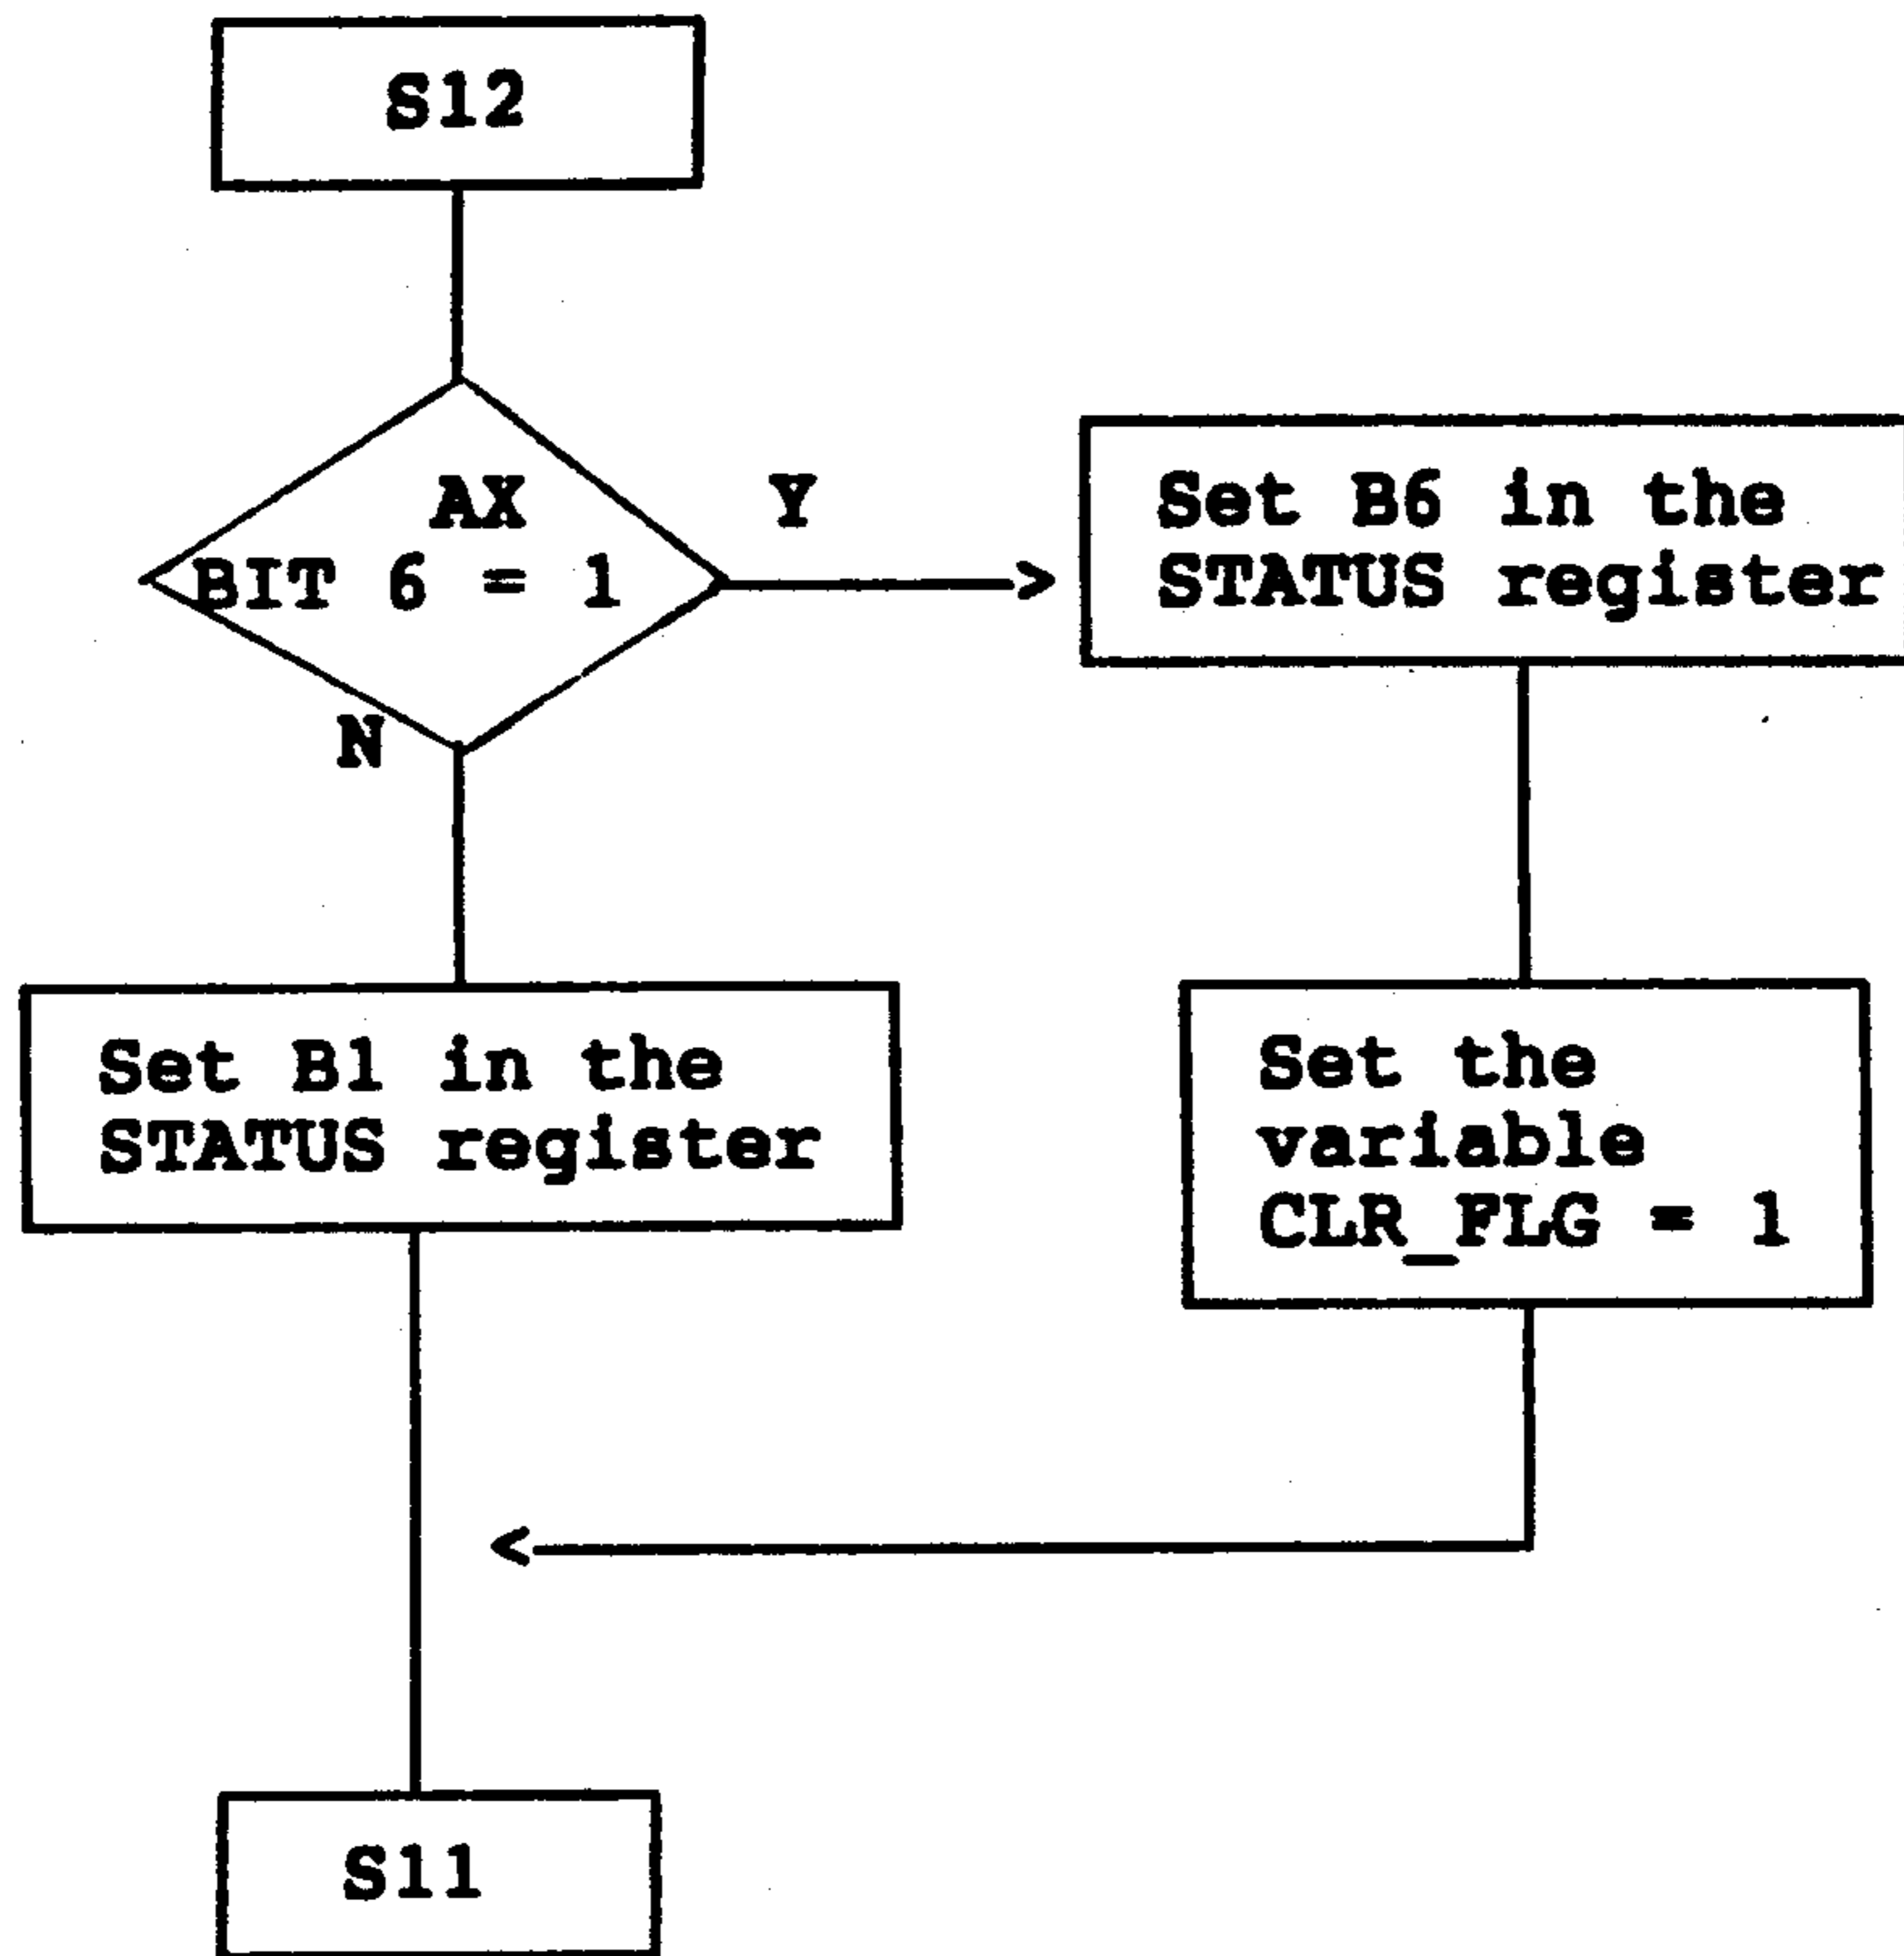 S12
AX
BIT 6 = 1
Y
Set B6 in the
STATUS register
N
Set B1 in the
STATUS register
Set the
variable
CLR_FLG = 1
S11